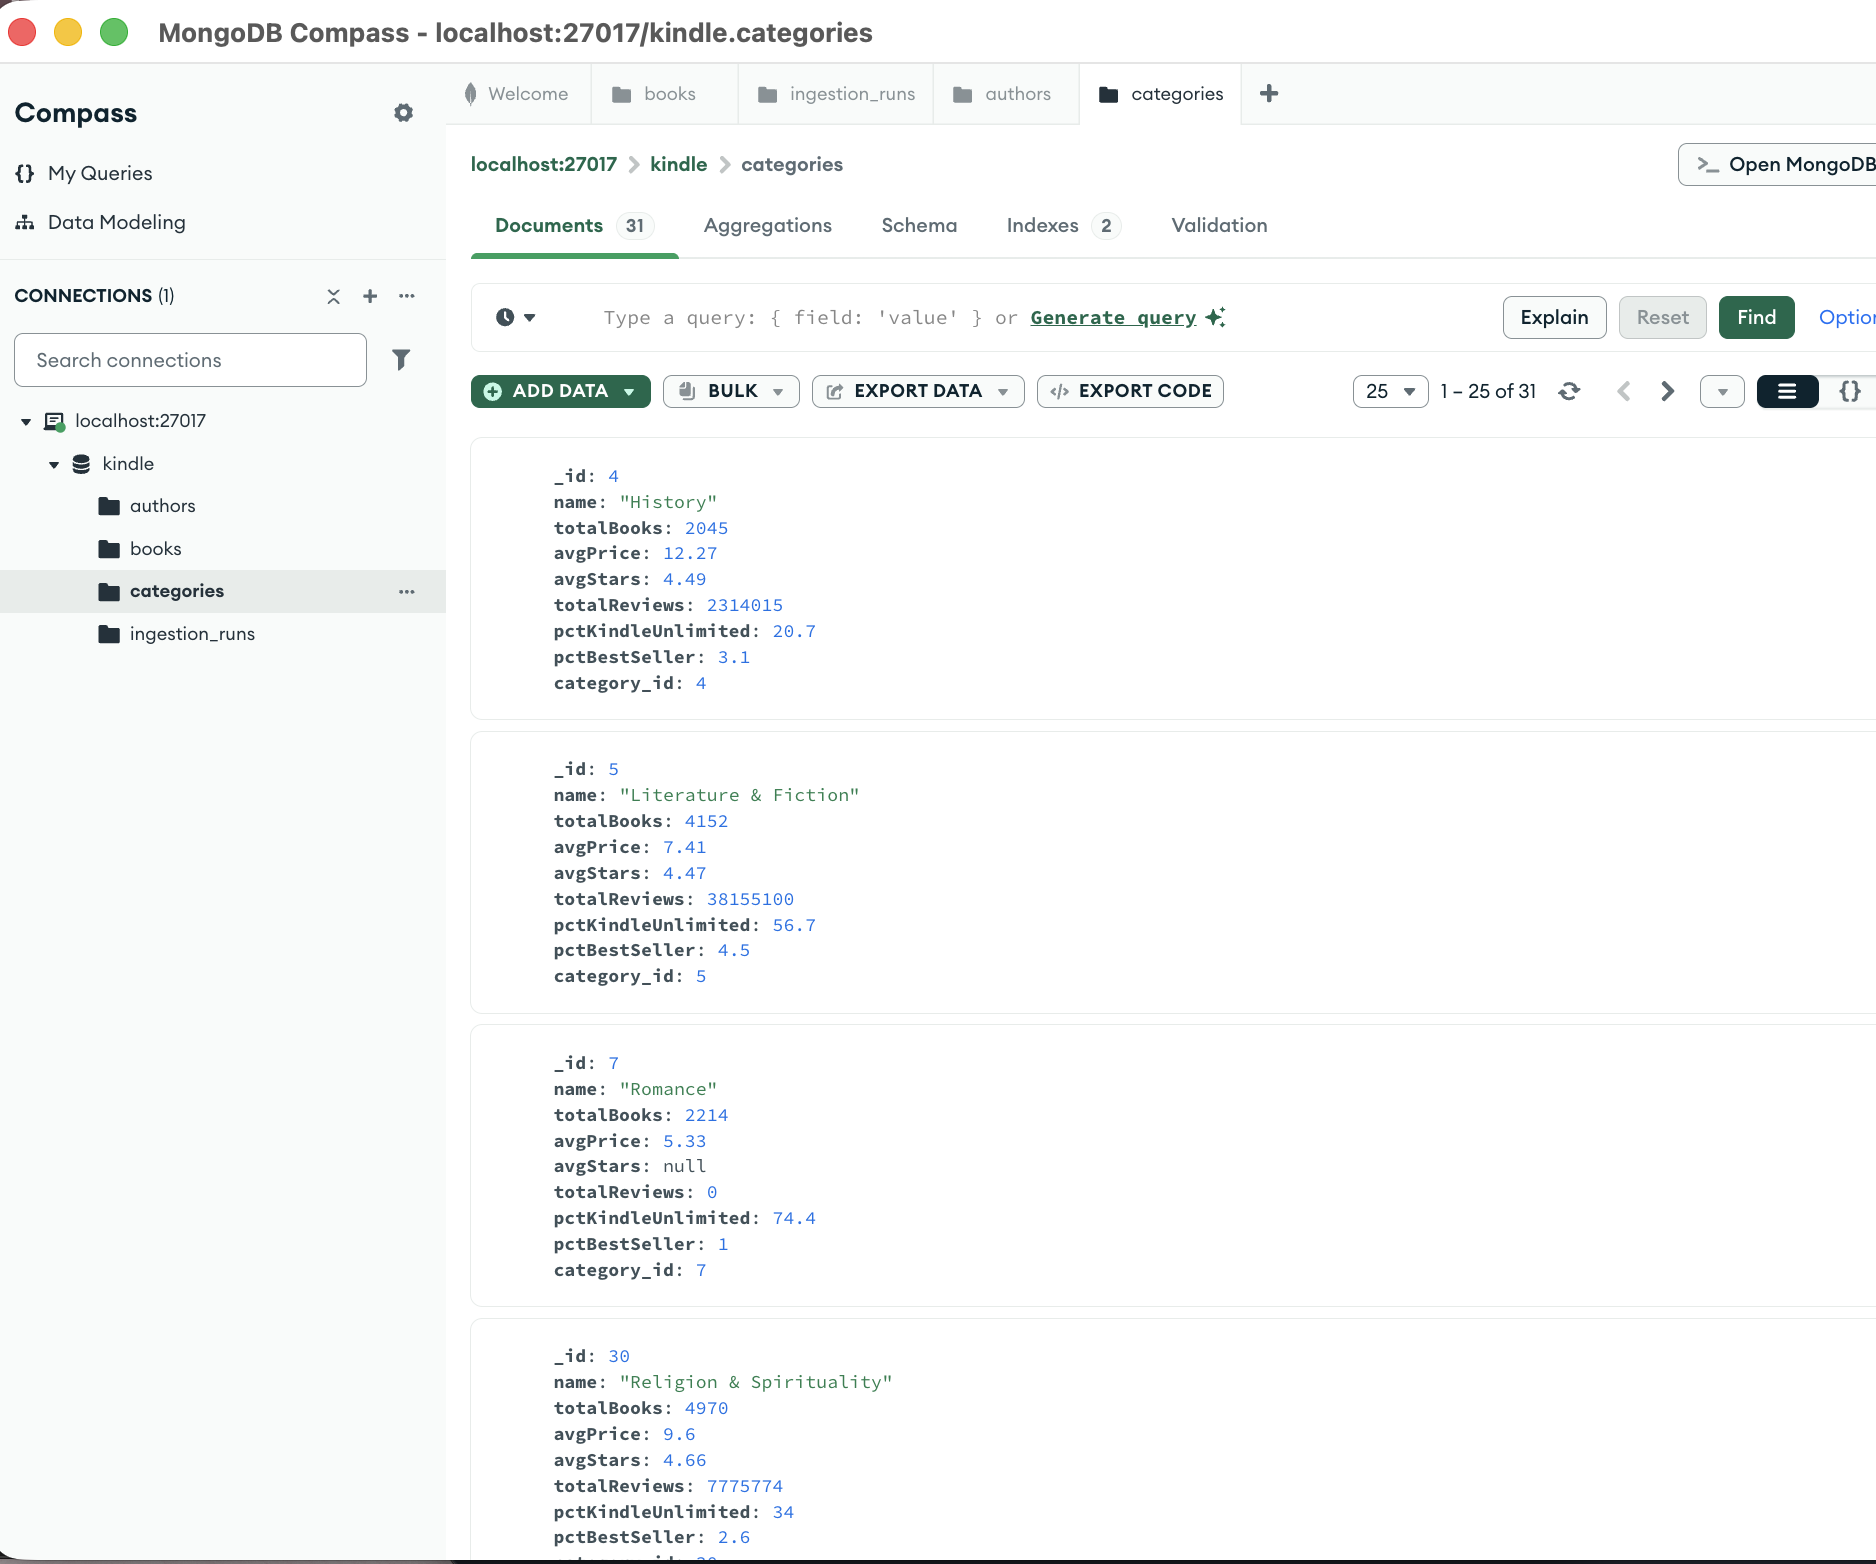 MongoDB Compass - localhost:27017/kindle.categories
Compass
My Queries
Data Modeling
CONNECTIONS (1)
Search connections
localhost:27017
kindle
authors
books
categories
ingestion_runs
Welcome
books
ingestion_runs
authors
categories
localhost:27017 > kindle > categories
>_ Open MongoDB
Documents 31
Aggregations
Schema
Indexes 2
Validation
Type a query: { field: 'value' } or Generate query
Explain
Reset
Find
Option
ADD DATA
BULK
EXPORT DATA
EXPORT CODE
25
1 – 25 of 31
_id: 4
name: "History"
totalBooks: 2045
avgPrice: 12.27
avgStars: 4.49
totalReviews: 2314015
pctKindleUnlimited: 20.7
pctBestSeller: 3.1
category_id: 4
_id: 5
name: "Literature & Fiction"
totalBooks: 4152
avgPrice: 7.41
avgStars: 4.47
totalReviews: 38155100
pctKindleUnlimited: 56.7
pctBestSeller: 4.5
category_id: 5
_id: 7
name: "Romance"
totalBooks: 2214
avgPrice: 5.33
avgStars: null
totalReviews: 0
pctKindleUnlimited: 74.4
pctBestSeller: 1
category_id: 7
_id: 30
name: "Religion & Spirituality"
totalBooks: 4970
avgPrice: 9.6
avgStars: 4.66
totalReviews: 7775774
pctKindleUnlimited: 34
pctBestSeller: 2.6